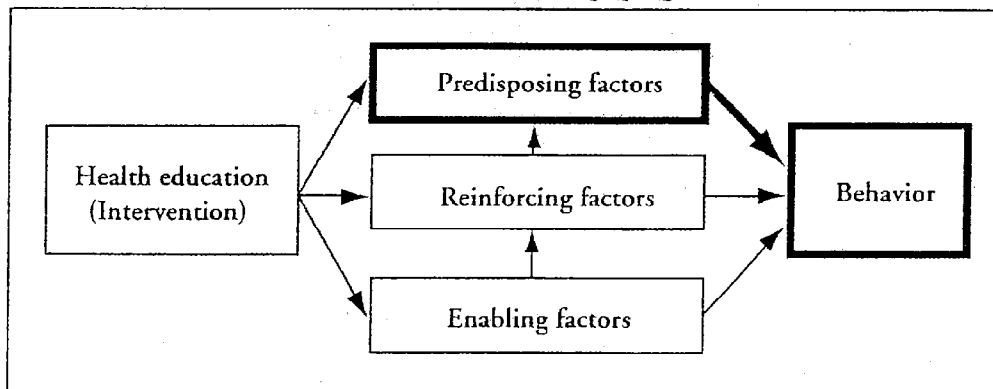 Predisposing factors
Health education
(Intervention)
Reinforcing factors
Behavior
Enabling factors